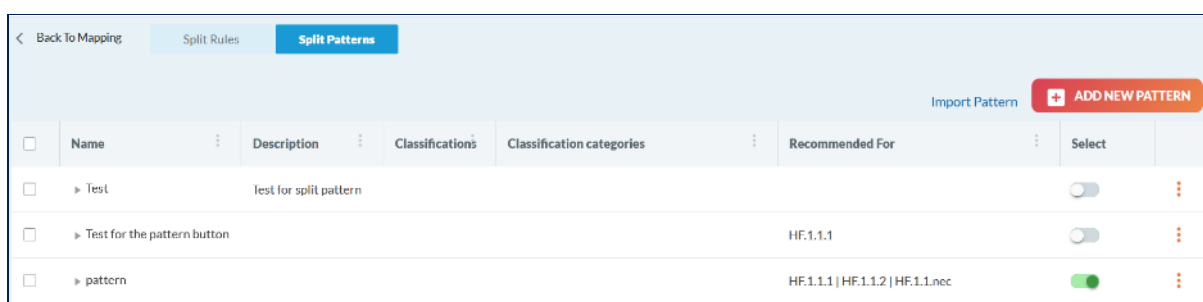 Back To Mapping Split Rules Split Patterns
Import Pattern ADD NEW PATTERN
Name Description Classifications Classification categories Recommended For Select
Test Test for split pattern
Test for the pattern button HF.1.1.1
pattern HF.1.1.1 | HF.1.1.2 | HF.1.1.nec